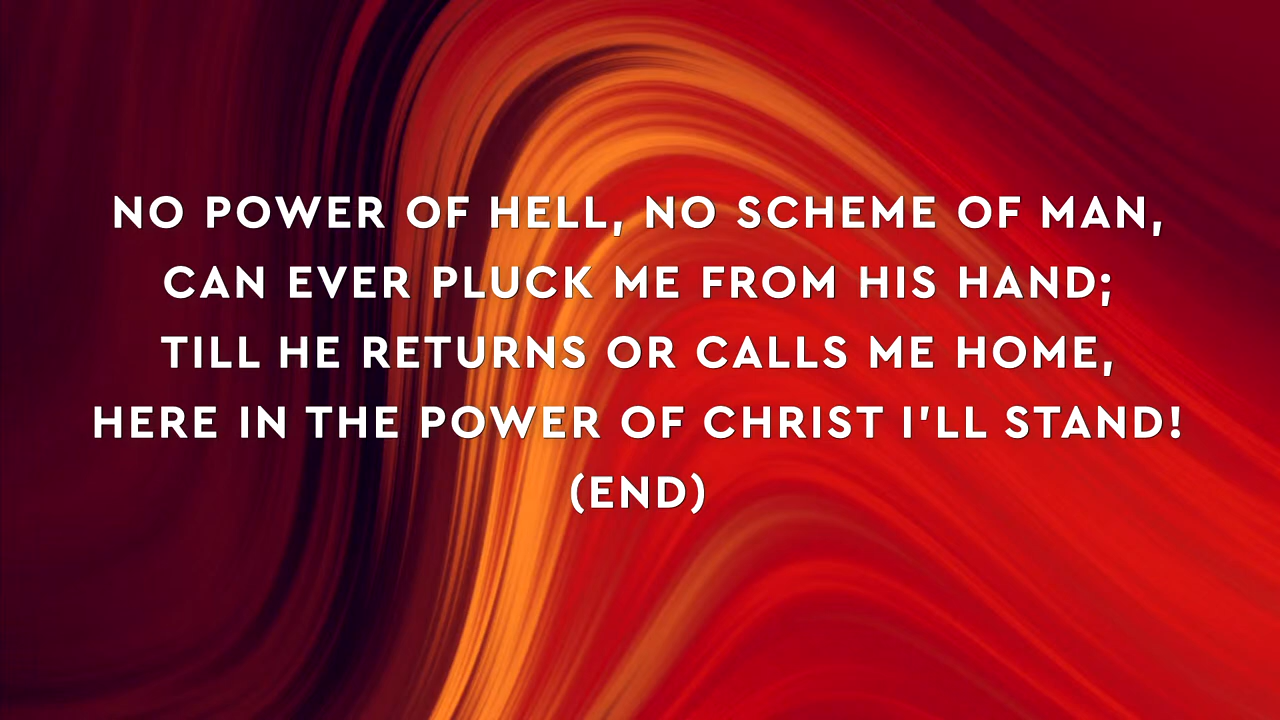 NO POWER OF HELL, NO SCHEME OF MAN,
CAN EVER PLUCK ME FROM HIS HAND;
TILL HE RETURNS OR CALLS ME HOME,
HERE IN THE POWER OF CHRIST I’LL STAND!
(END)